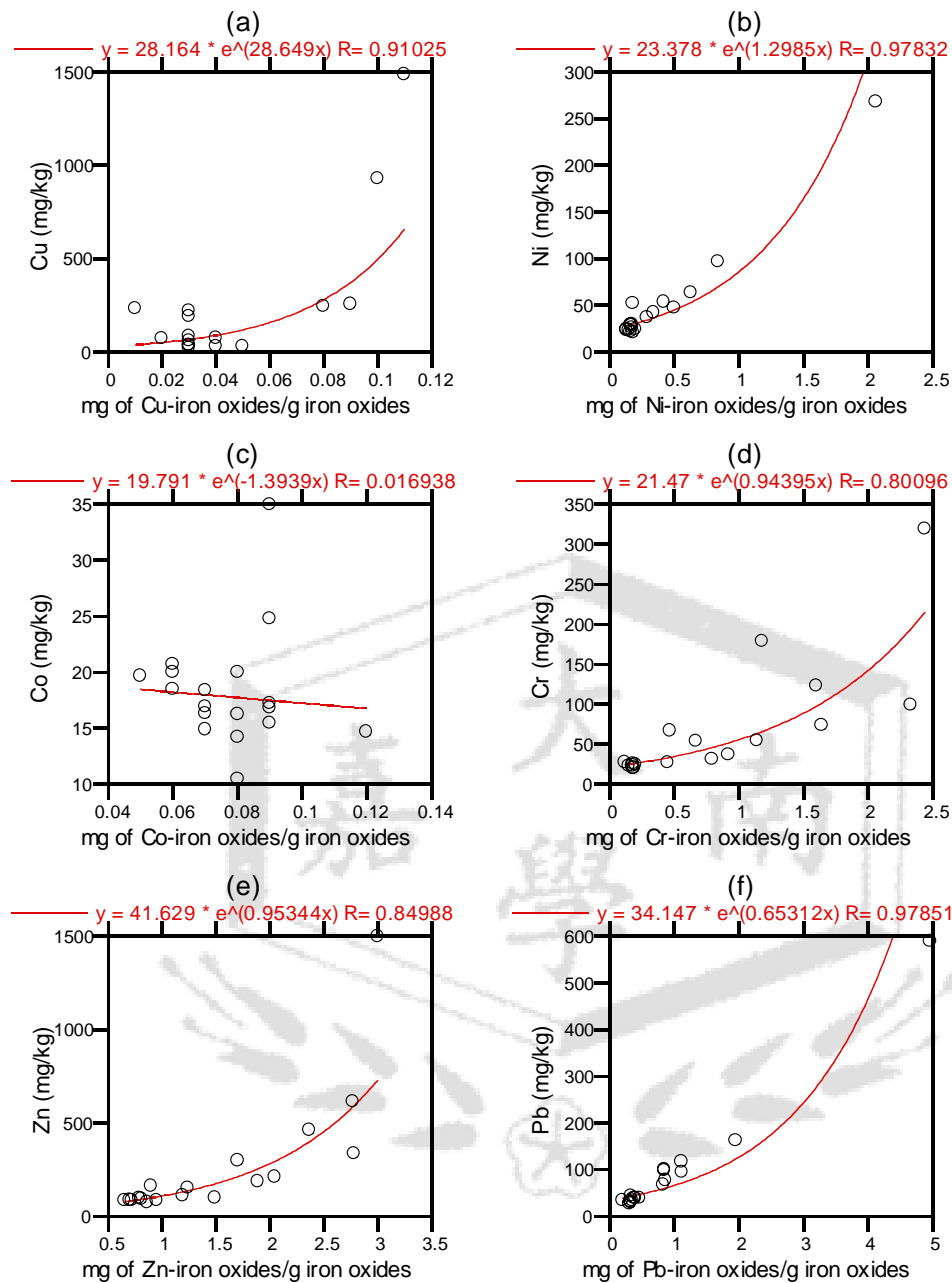 (a)
y = 28.164 * e^(28.649x) R= 0.91025
1500
1000
500
0
Cu (mg/kg)
0 0.02 0.04 0.06 0.08 0.1 0.12
mg of Cu-iron oxides/g iron oxides
(b)
y = 23.378 * e^(1.2985x) R= 0.97832
300
250
200
150
100
50
0
Ni (mg/kg)
0 0.5 1 1.5 2 2.5
mg of Ni-iron oxides/g iron oxides
(c)
y = 19.791 * e^(-1.3939x) R= 0.016938
35
30
25
20
15
10
Co (mg/kg)
0.04 0.06 0.08 0.1 0.12 0.14
mg of Co-iron oxides/g iron oxides
(d)
y = 21.47 * e^(0.94395x) R= 0.80096
350
300
250
200
150
100
50
0
Cr (mg/kg)
0 0.5 1 1.5 2 2.5
mg of Cr-iron oxides/g iron oxides
(e)
y = 41.629 * e^(0.95344x) R= 0.84988
1500
1000
500
0
Zn (mg/kg)
0.5 1 1.5 2 2.5 3 3.5
mg of Zn-iron oxides/g iron oxides
(f)
y = 34.147 * e^(0.65312x) R= 0.97851
600
500
400
300
200
100
0
Pb (mg/kg)
0 1 2 3 4 5
mg of Pb-iron oxides/g iron oxides
嘉
南
大
學